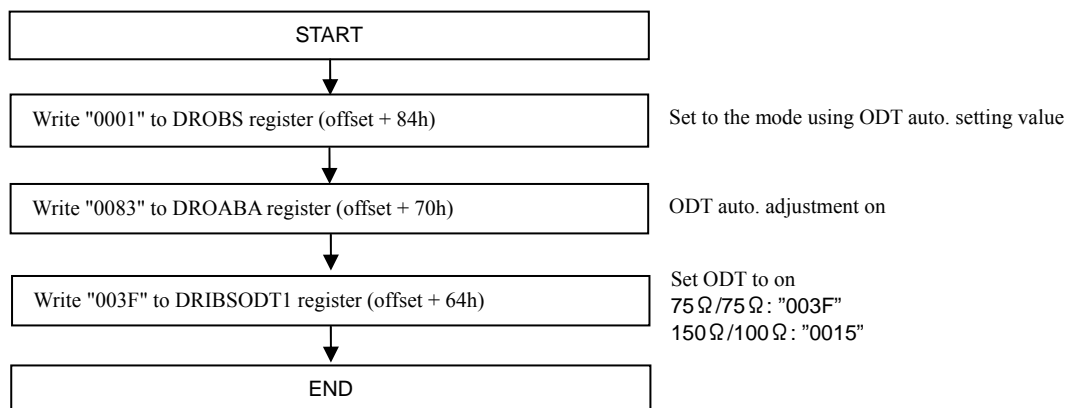 START
Write "0001" to DROBS register (offset + 84h)
Set to the mode using ODT auto. setting value
Write "0083" to DROABA register (offset + 70h)
ODT auto. adjustment on
Write "003F" to DRIBSODT1 register (offset + 64h)
Set ODT to on
75Ω/75Ω: ”003F”
150Ω/100Ω: ”0015”
END